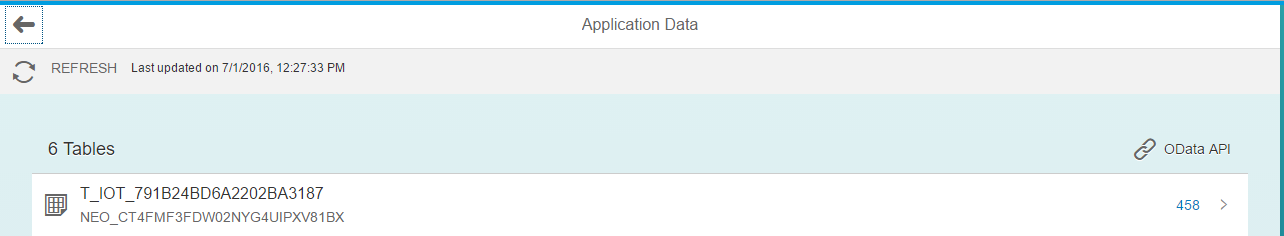 Application Data
REFRESH Last updated on 7/1/2016, 12:27:33 PM
6 Tables OData API
T_IOT_791B24BD6A2202BA3187
NEO_CT4FMF3FDW02NYG4UIPXV81BX 458